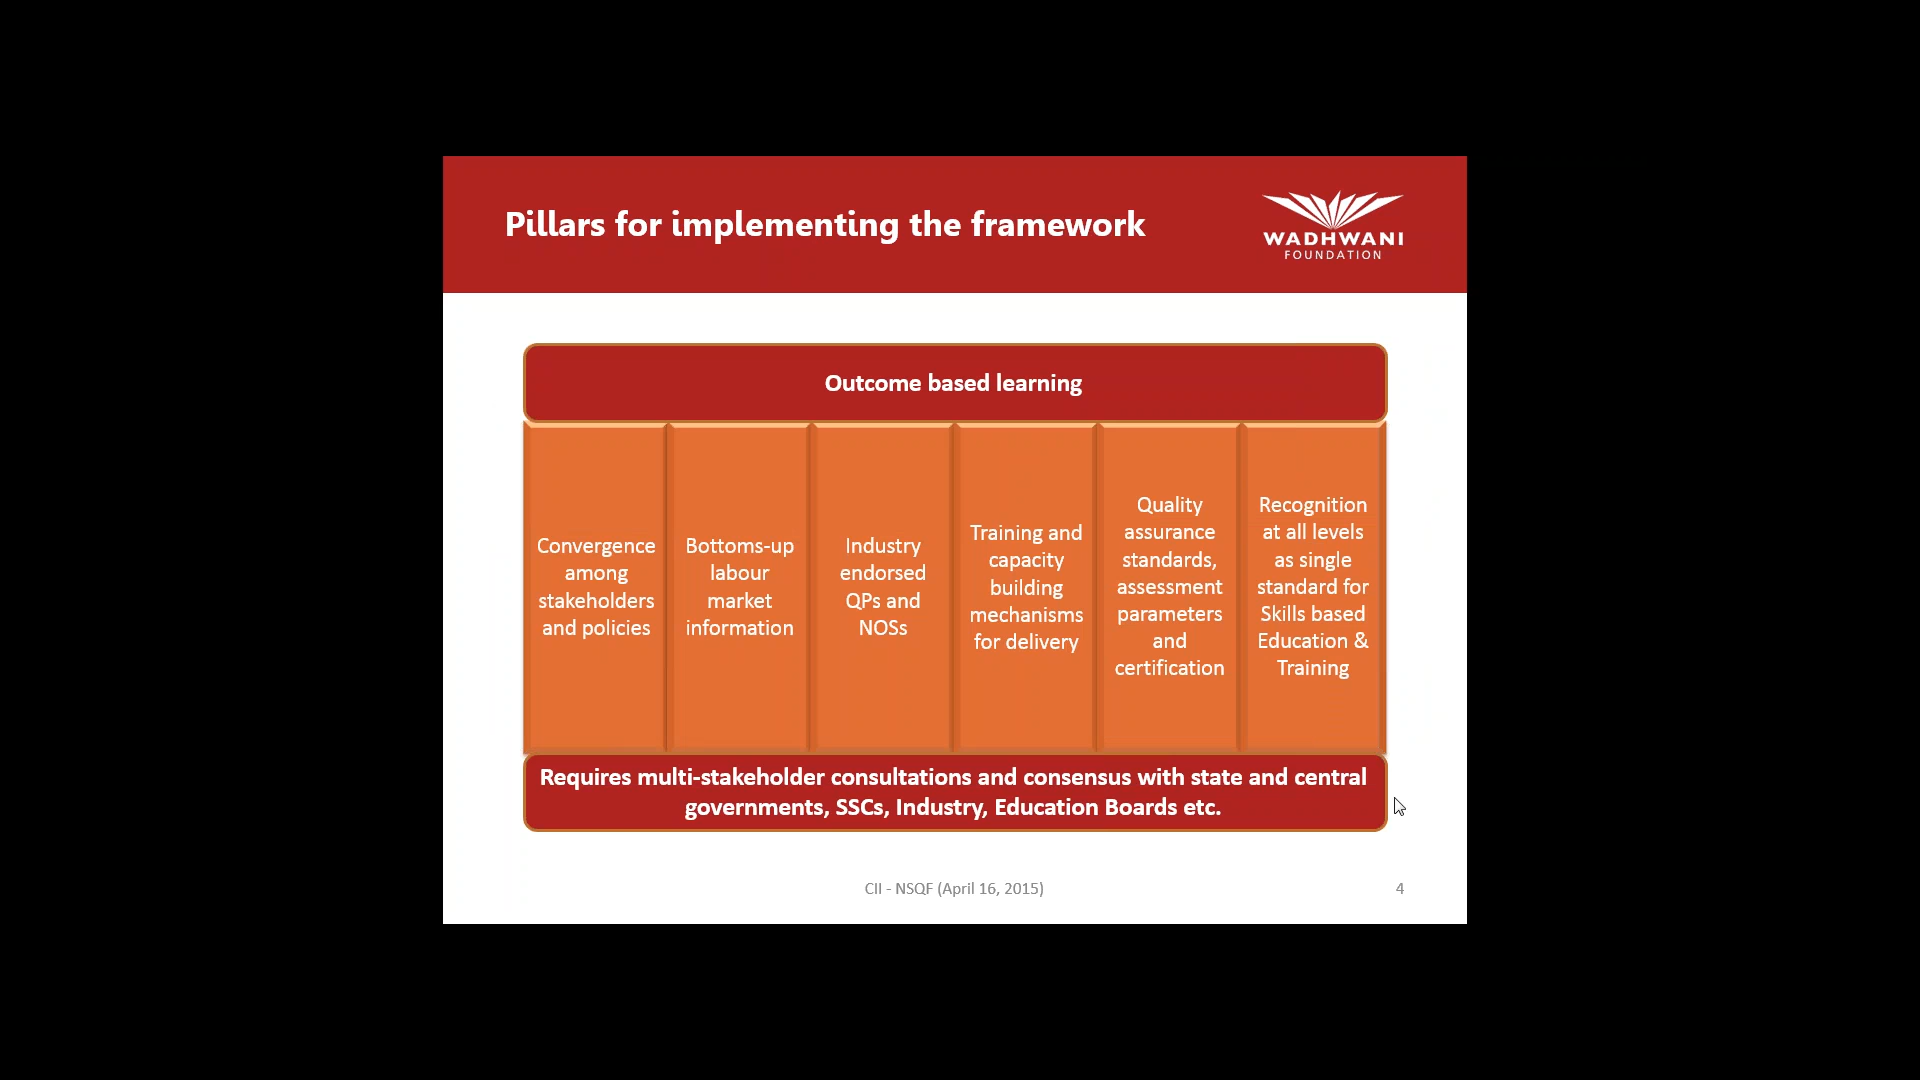 Pillars for implementing the framework
WADHWANI
FOUNDATION
Outcome based learning
Convergence
among
stakeholders
and policies
Bottoms-up
labour
market
information
Industry
endorsed
QPs and
NOSs
Training and
capacity
building
mechanisms
for delivery
Quality
assurance
standards,
assessment
parameters
and
certification
Recognition
at all levels
as single
standard for
Skills based
Education &
Training
Requires multi-stakeholder consultations and consensus with state and central
governments, SSCs, Industry, Education Boards etc.
CII - NSQF (April 16, 2015)
4